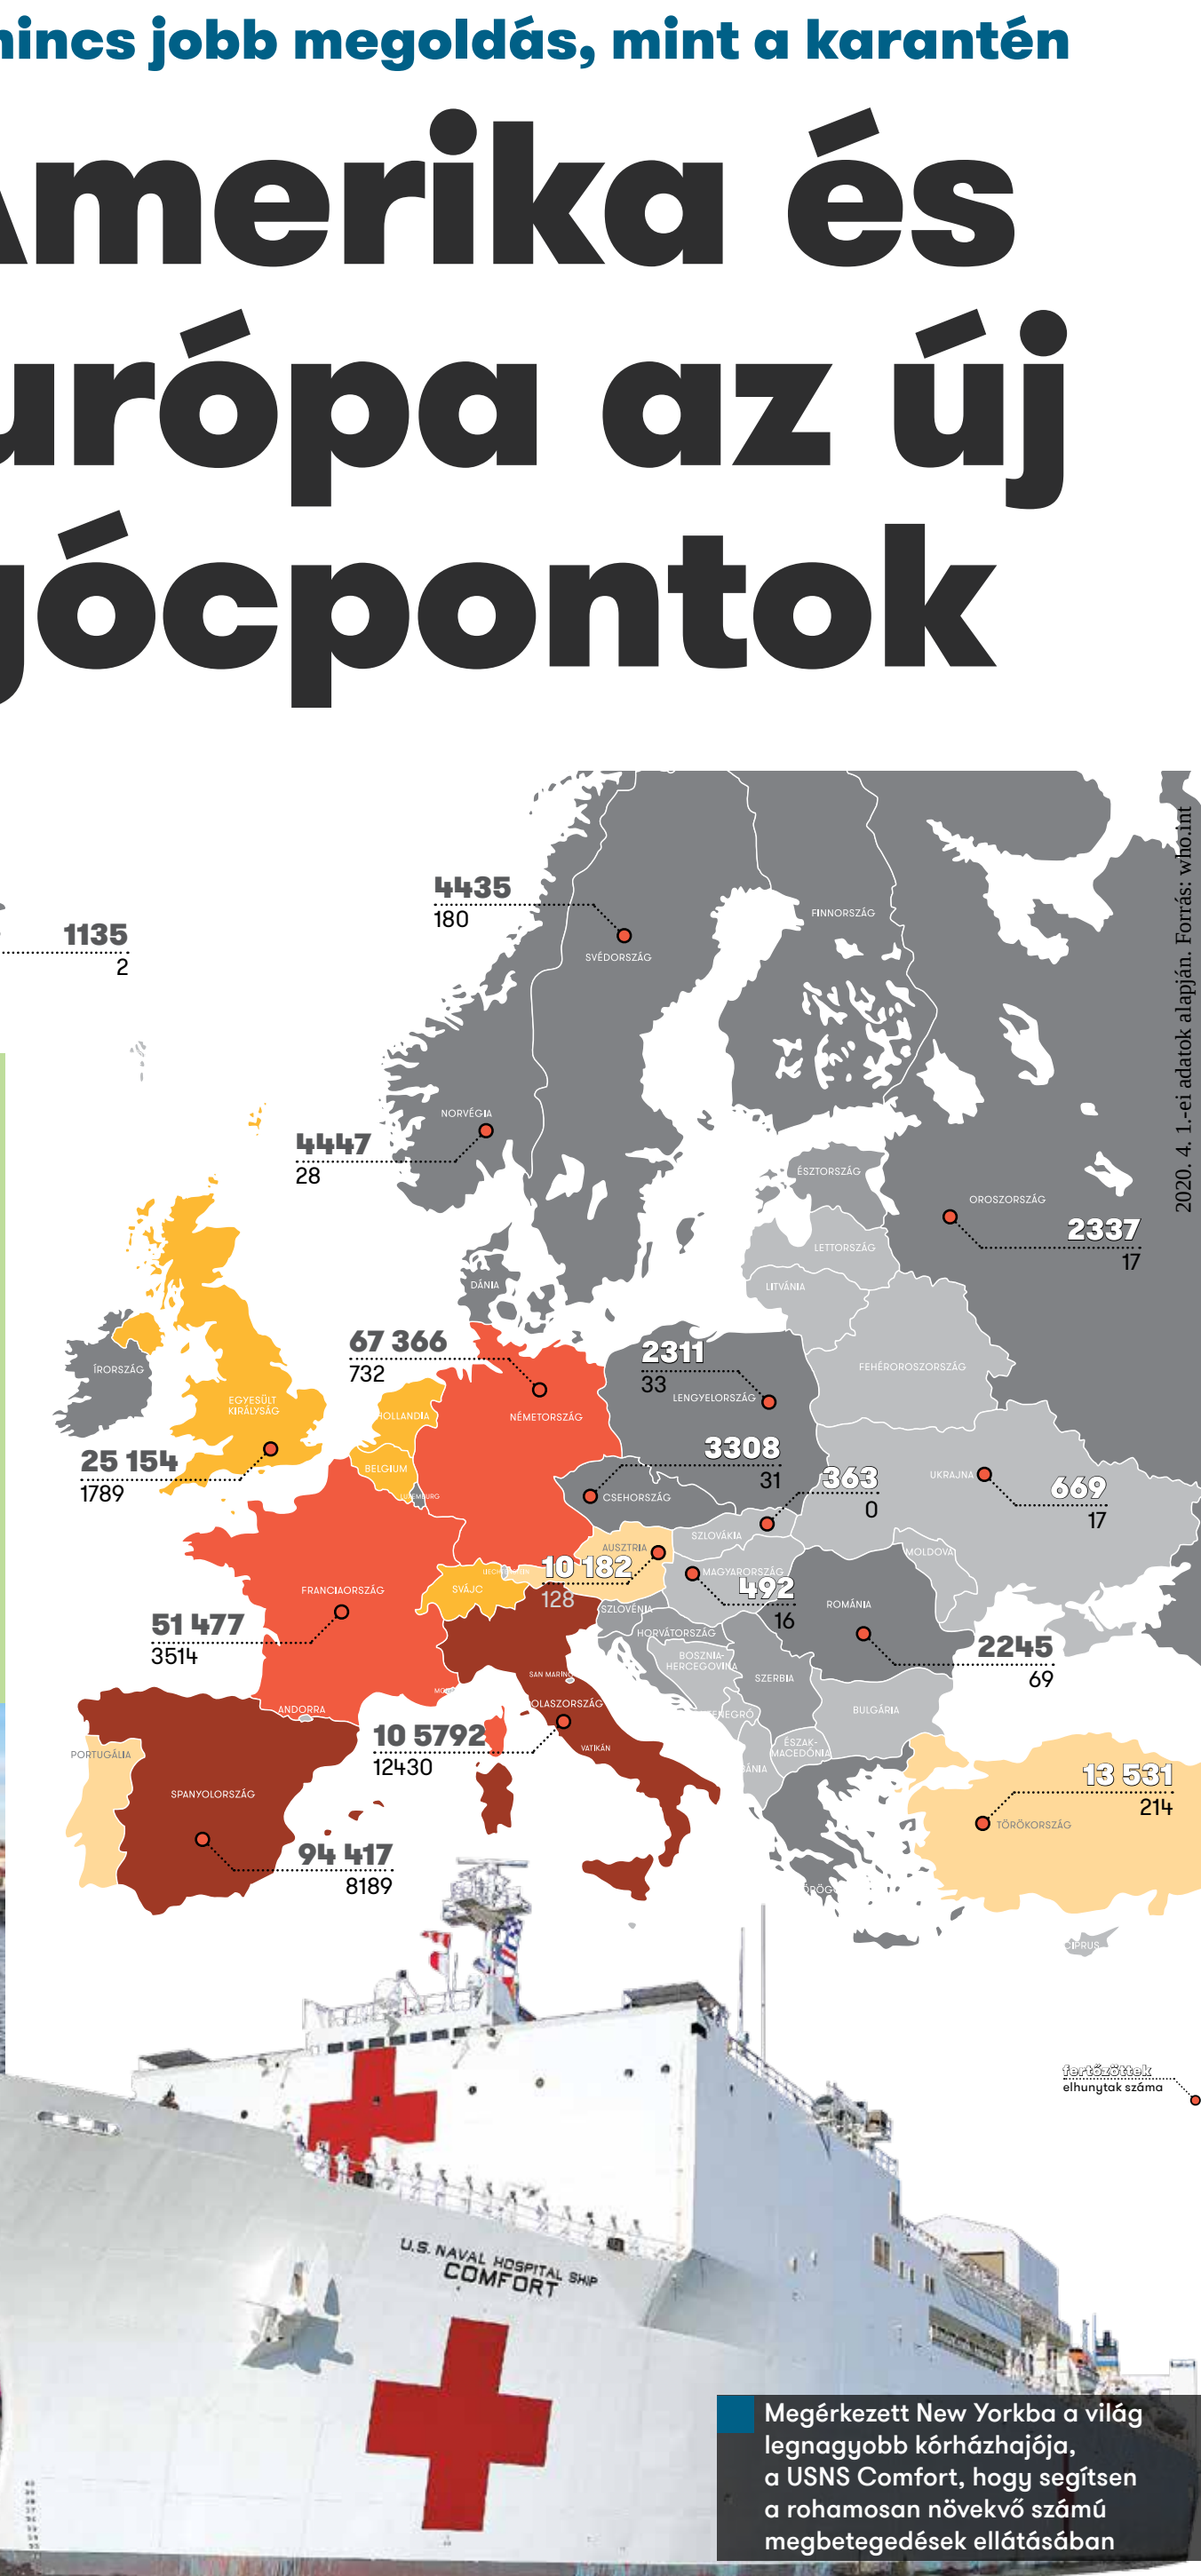 nincs jobb megoldás, mint a karantén
Amerika és
urópa az új
gócpontok
4435
180
1135
2
FINNORSZÁG
SVÉDORSZÁG
NORVÉGIA
4447
28
ÉSZTORSZÁG
OROSZORSZÁG
2337
17
LETTORSZÁG
LITVÁNIA
DÁNIA
2020. 4. 1.-ei adatok alapján. Forrás: who.int
67 366
732
2311
33
LENGYELORSZÁG
FEHÉROROSZORSZÁG
ÍRORSZÁG
EGYESÜLT
KIRÁLYSÁG
HOLLANDIA
NÉMETORSZÁG
25 154
1789
BELGIUM
LUXEMBURG
3308
31
CSEHORSZÁG
363
0
UKRAJNA
669
17
SZLOVÁKIA
AUSZTRIA
MOLDOVA
10 182
128
LIECHTENSTEIN
MAGYARORSZÁG
492
16
FRANCIAORSZÁG
SVÁJC
SZLOVÉNIA
ROMÁNIA
51 477
3514
HORVÁTORSZÁG
2245
69
BOSZNIA-
HERCEGOVINA
SZERBIA
SAN MARINO
OLASZORSZÁG
ANDORRA
TENEGRÓ
BULGÁRIA
10 5792
12430
VATIKÁN
ÉSZAK-
MACEDÓNIA
BÁNIA
PORTUGÁLIA
SPANYOLORSZÁG
13 531
214
TÖRÖKORSZÁG
94 417
8189
CIPRUS
fertőzöttek
elhunytak száma
U.S. NAVAL HOSPITAL SHIP
COMFORT
Megérkezett New Yorkba a világ
legnagyobb kórházhajója,
a USNS Comfort, hogy segítsen
a rohamosan növekvő számú
megbetegedések ellátásában